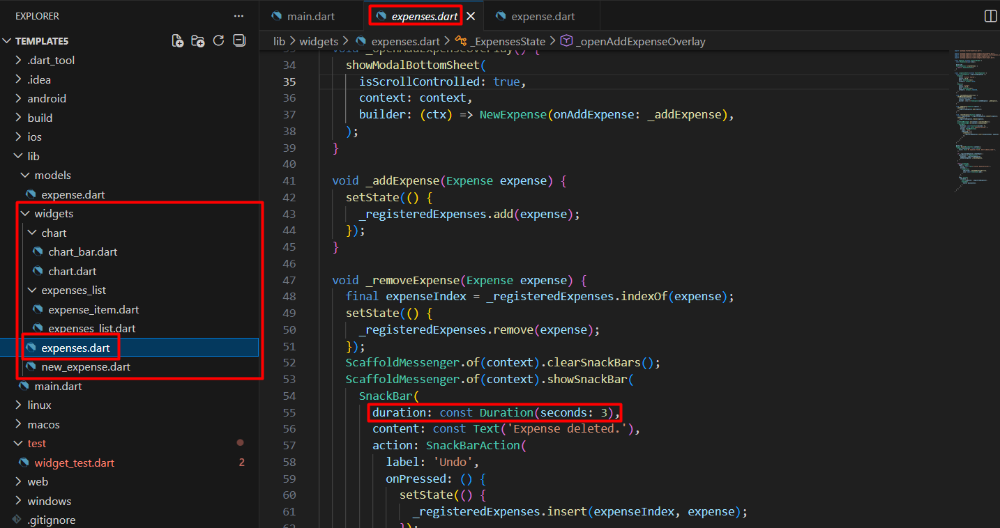 EXPLORER
...
TEMPLATE5
.dart_tool
.idea
android
build
ios
lib
models
expense.dart
widgets
chart
chart_bar.dart
chart.dart
expenses_list
expense_item.dart
expenses_list.dart
expenses.dart
new_expense.dart
main.dart
linux
macos
test
widget_test.dart 2
web
windows
.gitignore
main.dart expenses.dart expense.dart
lib > widgets > expenses.dart > _ExpensesState > _openAddExpenseOverlay
33 void _openAddExpenseOverlay() {
34 showModalBottomSheet(
35 isScrollControlled: true,
36 context: context,
37 builder: (ctx) => NewExpense(onAddExpense: _addExpense),
38 );
39 }
40
41 void _addExpense(Expense expense) {
42 setState(() {
43 _registeredExpenses.add(expense);
44 });
45 }
46
47 void _removeExpense(Expense expense) {
48 final expenseIndex = _registeredExpenses.indexOf(expense);
49 setState(() {
50 _registeredExpenses.remove(expense);
51 });
52 ScaffoldMessenger.of(context).clearSnackBars();
53 ScaffoldMessenger.of(context).showSnackBar(
54 SnackBar(
55 duration: const Duration(seconds: 3),
56 content: const Text('Expense deleted.'),
57 action: SnackBarAction(
58 label: 'Undo',
59 onPressed: () {
60 setState(() {
61 _registeredExpenses.insert(expenseIndex, expense);
62 });